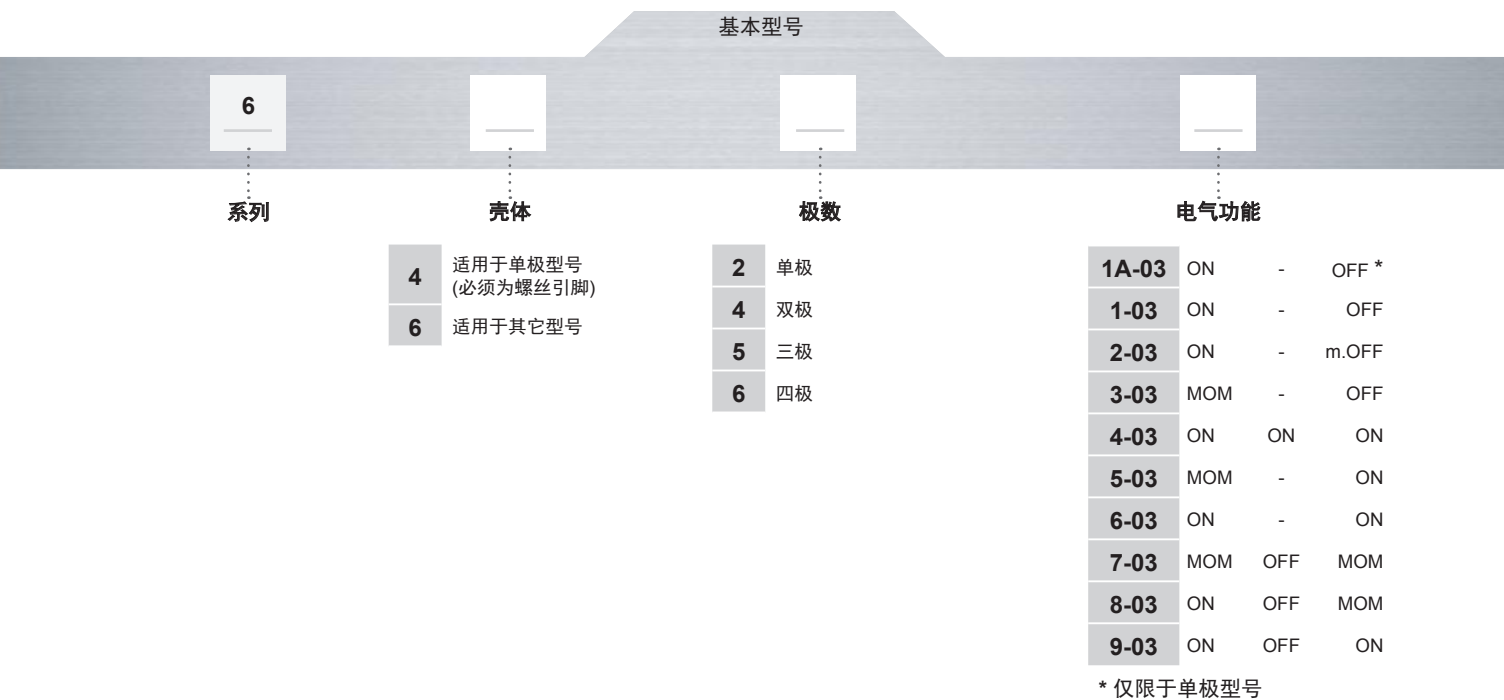 基本型号
6
系列 壳体 极数 电气功能
4 适用于单极型号
(必须为螺丝引脚)
6 适用于其它型号
2 单极
4 双极
5 三极
6 四极
1A-03 ON - OFF *
1-03 ON - OFF
2-03 ON - m.OFF
3-03 MOM - OFF
4-03 ON ON ON
5-03 MOM - ON
6-03 ON - ON
7-03 MOM OFF MOM
8-03 ON OFF MOM
9-03 ON OFF ON
* 仅限于单极型号